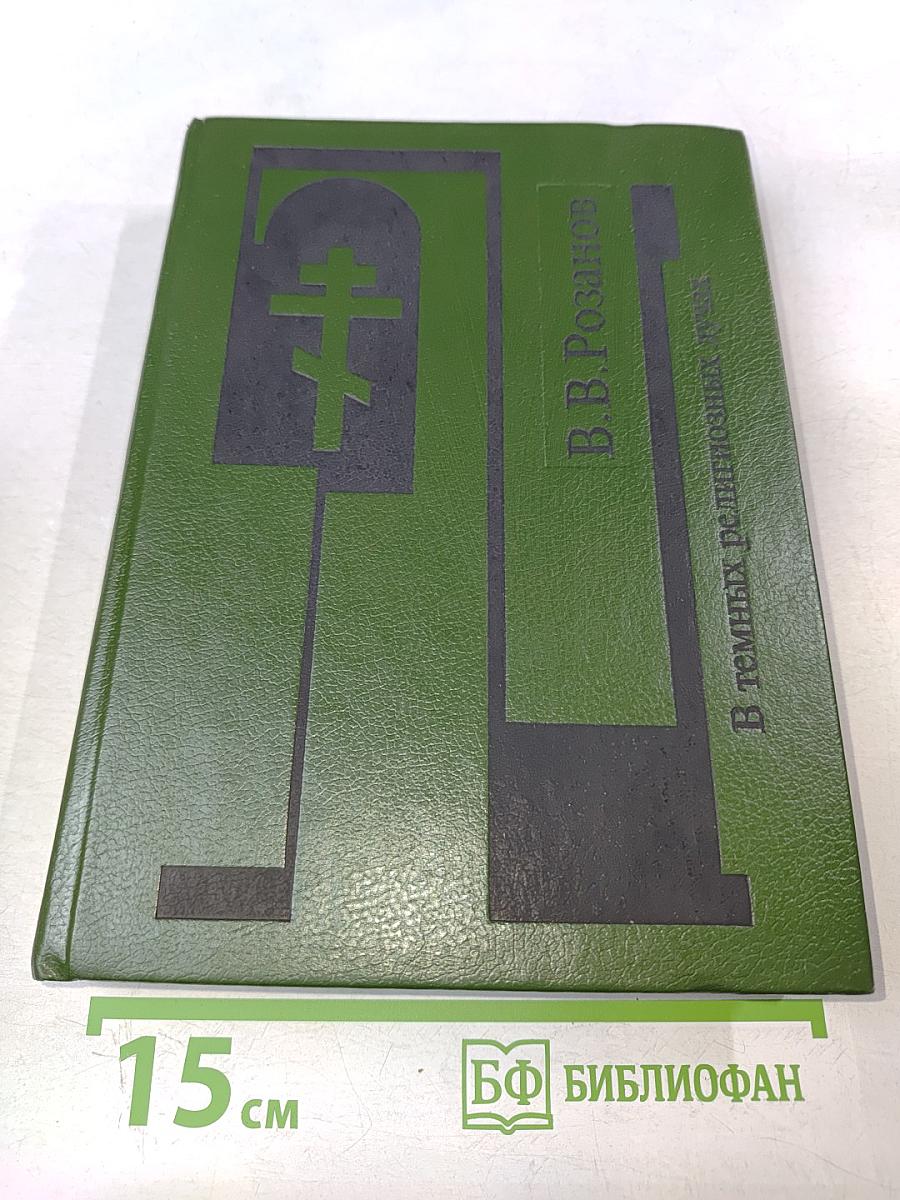 В.В.Розанов
В темных религиозных лучах
15 см
БФ БИБЛИОФАН